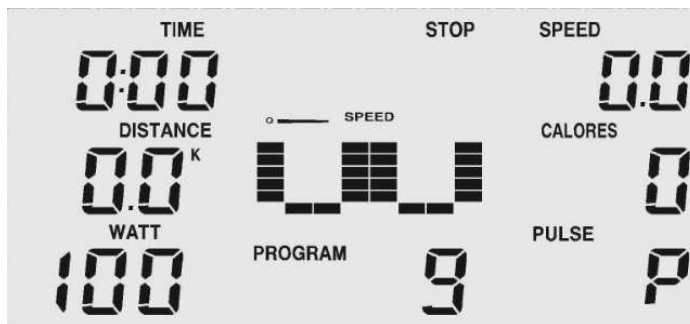 TIME STOP SPEED
0:00 0.0
DISTANCE SPEED CALORES
0.0 K 0
WATT PROGRAM PULSE
100 9 P